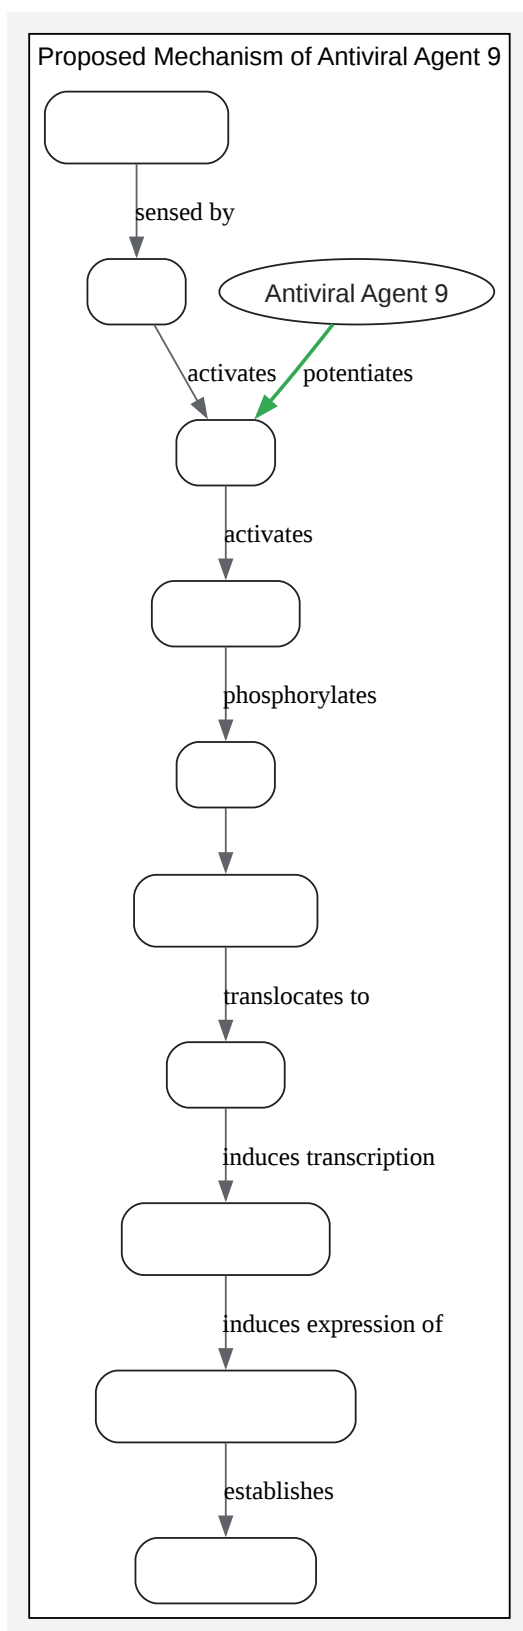 Proposed Mechanism of Antiviral Agent 9
sensed by
Antiviral Agent 9
activates
potentiates
activates
phosphorylates
translocates to
induces transcription
induces expression of
establishes